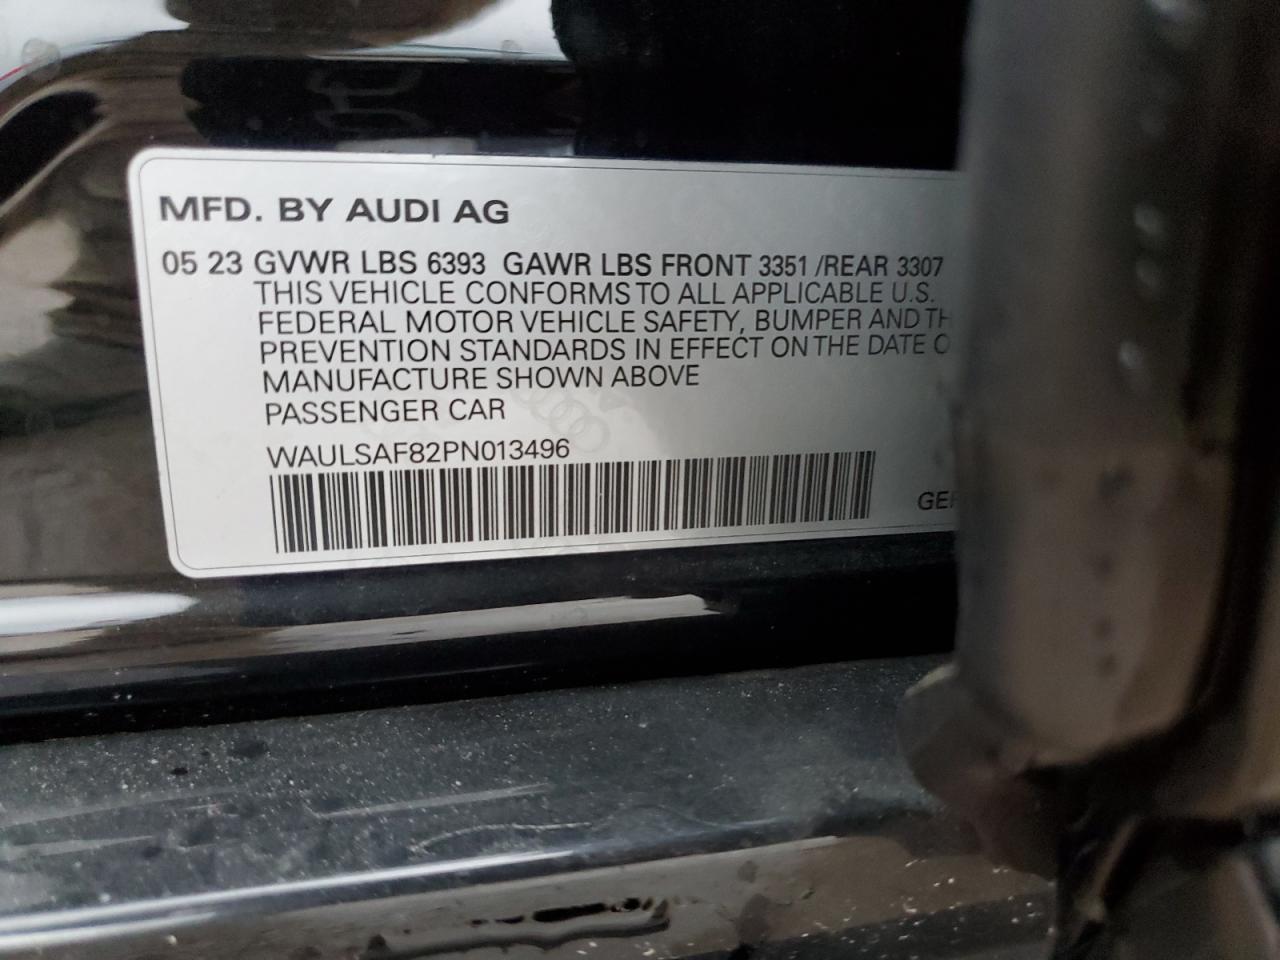 MFD. BY AUDI AG
05 23 GVWR LBS 6393 GAWR LBS FRONT 3351 /REAR 3307
THIS VEHICLE CONFORMS TO ALL APPLICABLE U.S.
FEDERAL MOTOR VEHICLE SAFETY, BUMPER AND
PREVENTION STANDARDS IN EFFECT ON THE DATE
MANUFACTURE SHOWN ABOVE
PASSENGER CAR
WAULSAF82PN013496